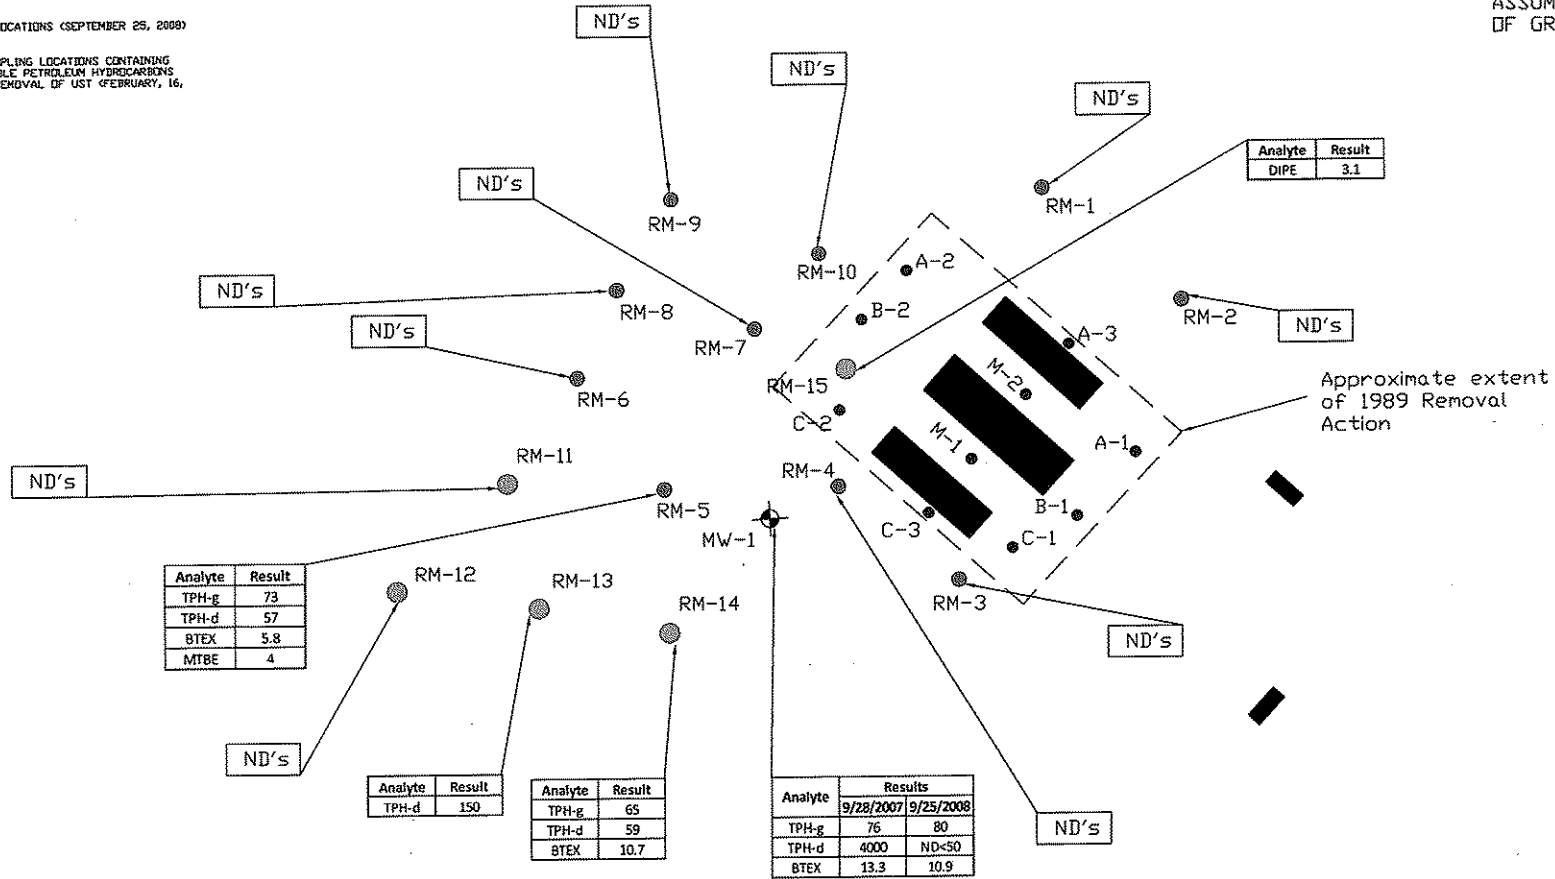 OCATIONS (SEPTEMBER 25, 2008)
PLING LOCATIONS CONTAINING
BLE PETROLEUM HYDROCARBONS
EMOVAL OF UST (FEBRUARY, 16,
ASSUM
OF GR
ND's
ND's
ND's
Analyte Result
DIPE 3.1
ND's
RM-9
RM-1
RM-10
A-2
ND's
RM-8
B-2
RM-2
ND's
ND's
RM-7
A-3
RM-15
M-2
Approximate extent
of 1989 Removal
Action
RM-6
C-2
M-1
A-1
RM-11
RM-4
ND's
RM-5
B-1
C-3
MW-1
C-1
RM-12
RM-13
RM-14
RM-3
Analyte Result
TPH-g 73
TPH-d 57
BTEX 5.8
MTBE 4
ND's
ND's
Analyte Result
TPH-d 150
Analyte Result
TPH-g 65
TPH-d 59
BTEX 10.7
Analyte Results
9/28/2007 9/25/2008
TPH-g 76 80
TPH-d 4000 ND<50
BTEX 13.3 10.9
ND's